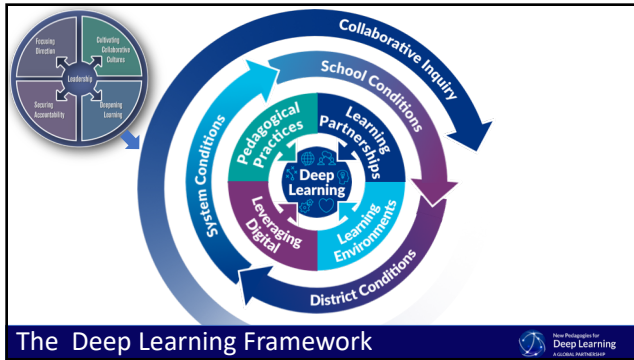 Focusing
Direction
Cultivating
Collaborative
Cultures
Leadership
Securing
Accountability
Deepening
Learning
Collaborative Inquiry
School Conditions
System Conditions
District Conditions
Pedagogical
Practices
Learning
Partnerships
Deep
Learning
Leveraging
Digital
Learning
Environments
The Deep Learning Framework
New Pedagogies for
Deep Learning
A GLOBAL PARTNERSHIP